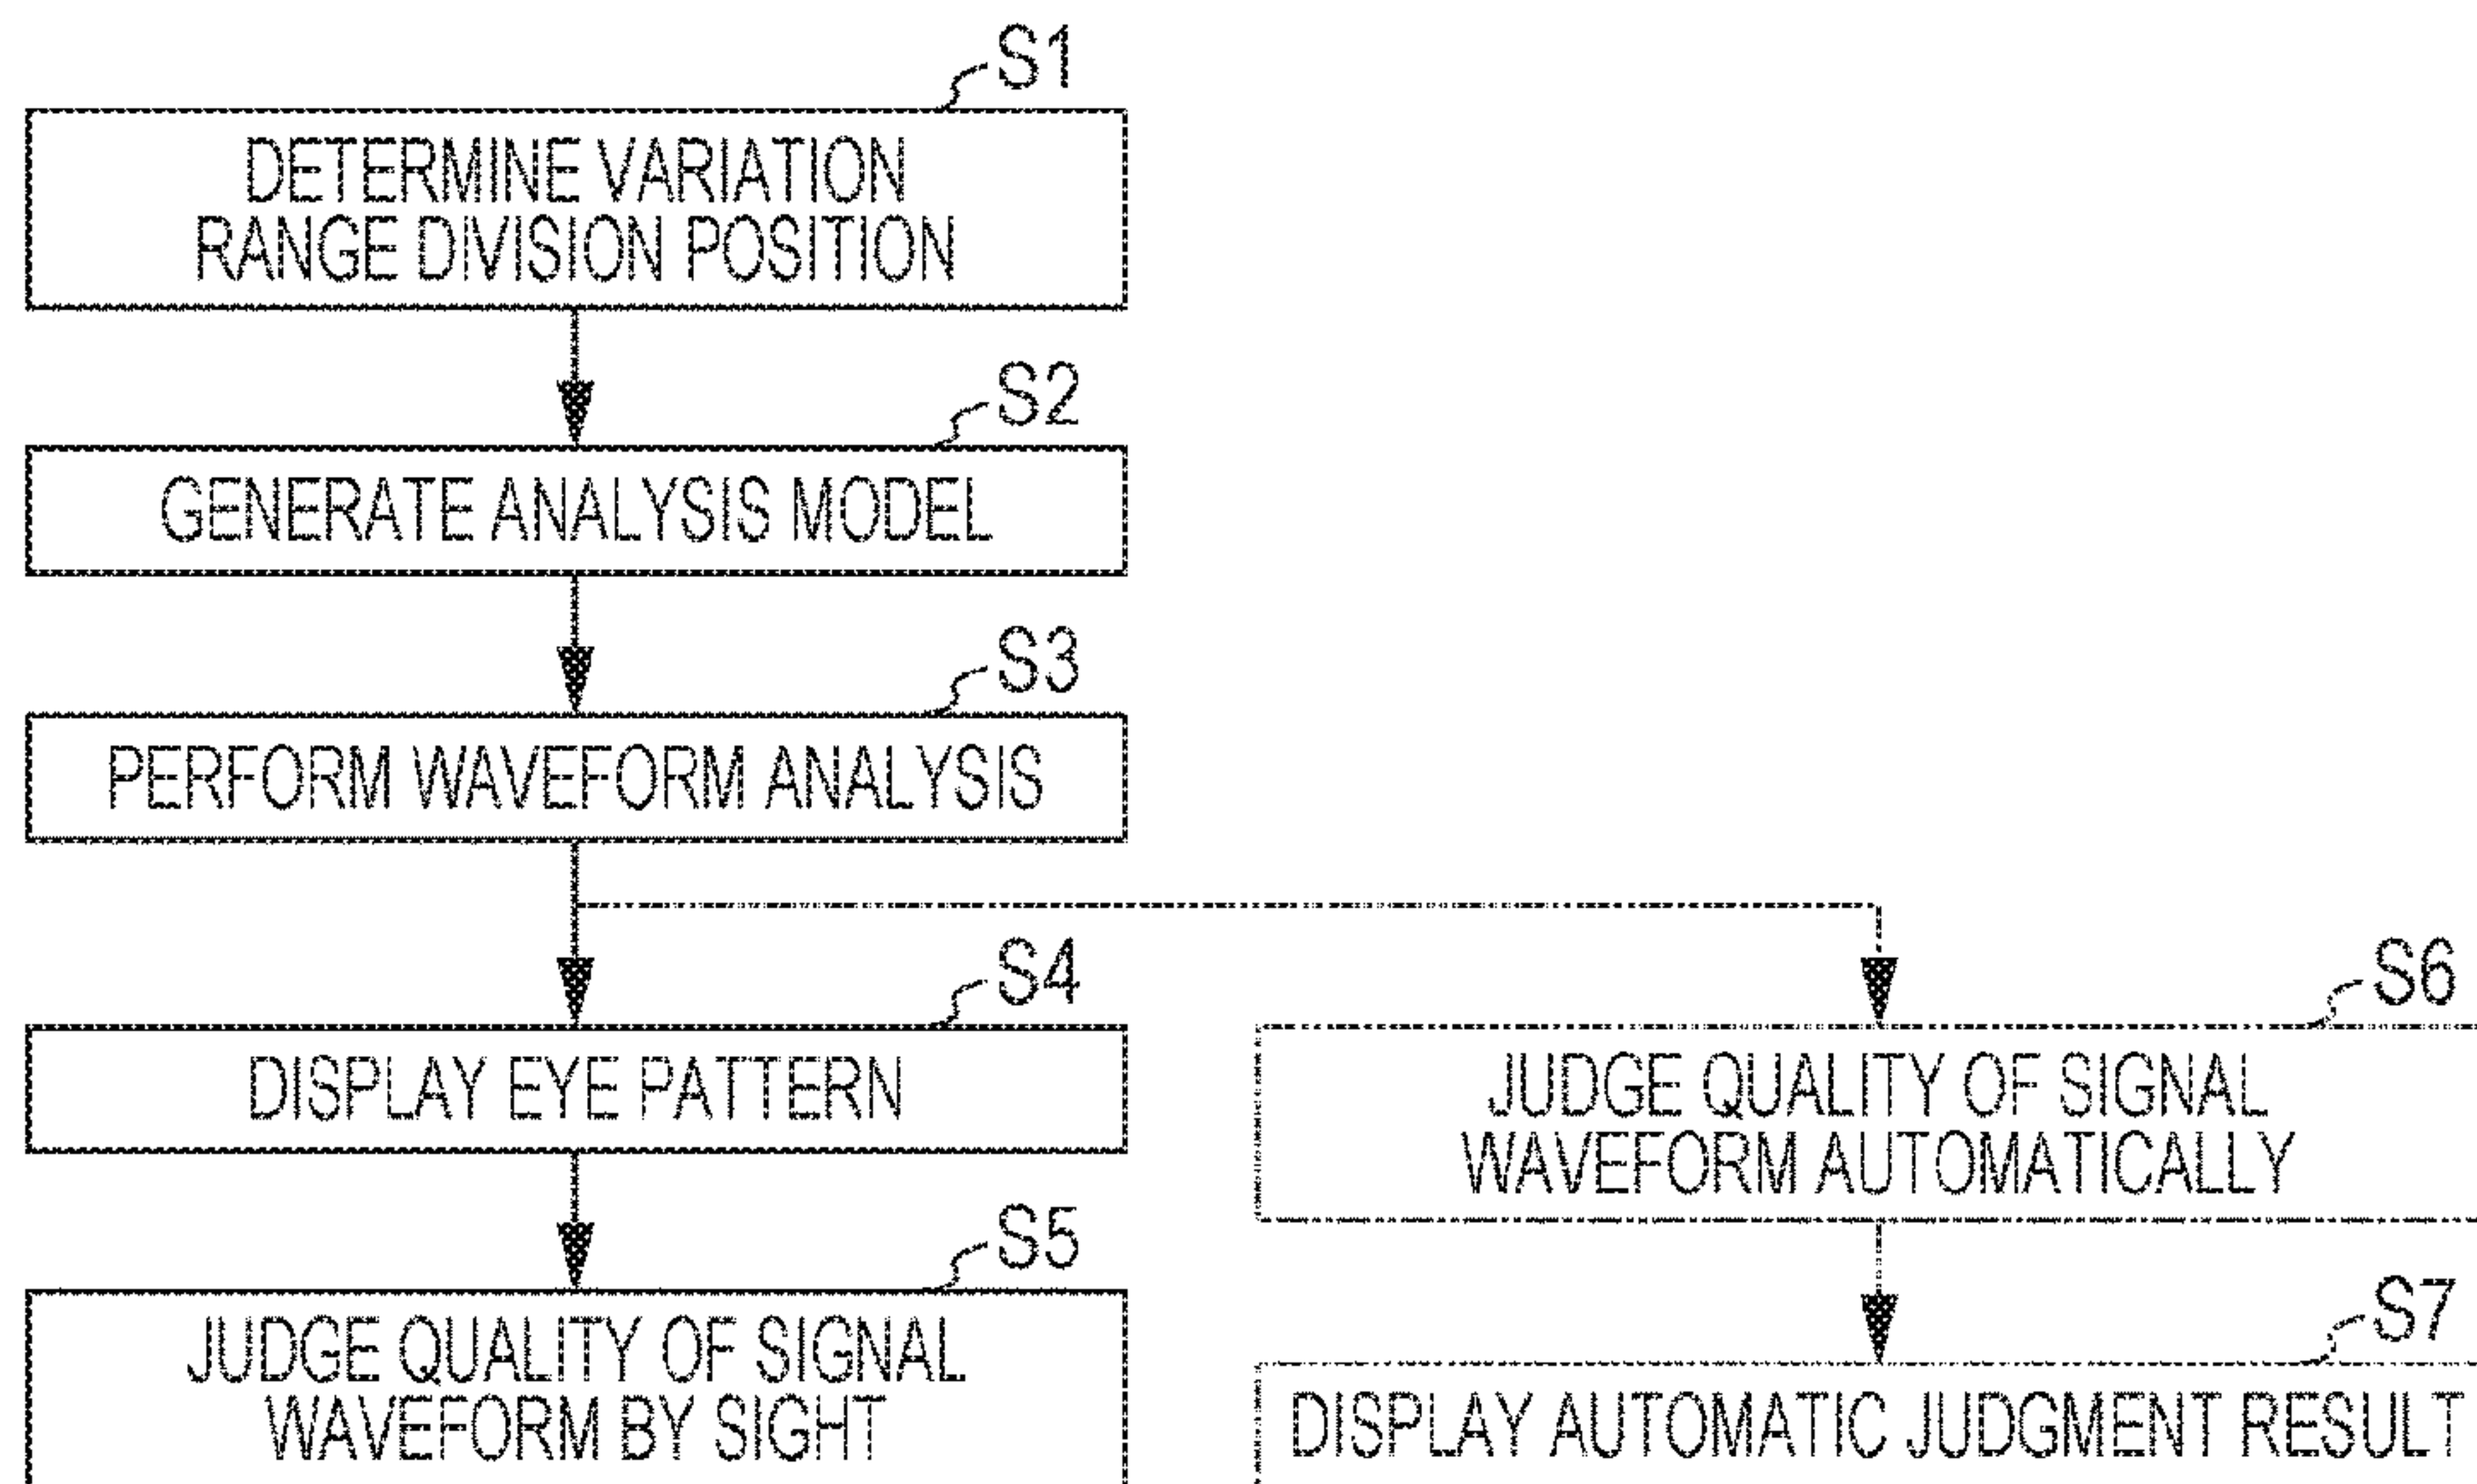 S1
DETERMINE VARIATION
RANGE DIVISION POSITION
S2
GENERATE ANALYSIS MODEL
S3
PERFORM WAVEFORM ANALYSIS
S4
DISPLAY EYE PATTERN
S5
JUDGE QUALITY OF SIGNAL
WAVEFORM BY SIGHT
S6
JUDGE QUALITY OF SIGNAL
WAVEFORM AUTOMATICALLY
S7
DISPLAY AUTOMATIC JUDGMENT RESULT